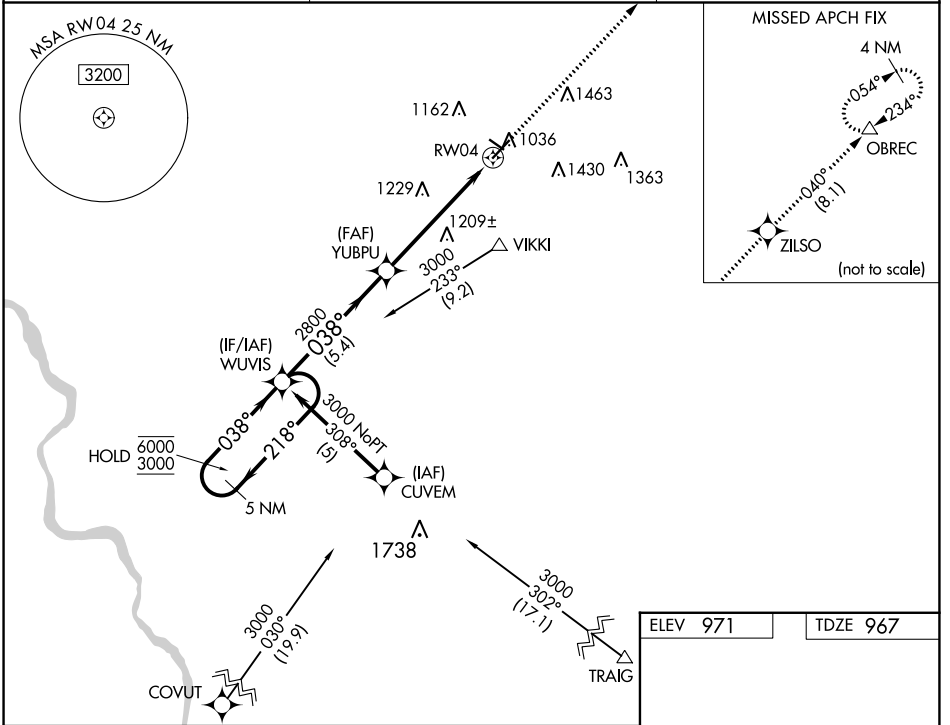 MSA RW04 25 NM
3200
MISSED APCH FIX
4 NM
054°
234°
OBREC
040°
(8.1)
ZILSO
(not to scale)
1463
1162
1036
RW04
1430
1363
1229
1209±
(FAF)
YUBPU
VIKKI
3000
233°
(9.2)
2800
038°
(5.4)
(IF/IAF)
WUVIS
3000 NoPT
308°
(5)
038°
218°
HOLD
6000
3000
5 NM
(IAF)
CUVEM
1738
3000
030°
(19.9)
COVUT
3000
302°
(17.1)
TRAIG
ELEV 971
TDZE 967